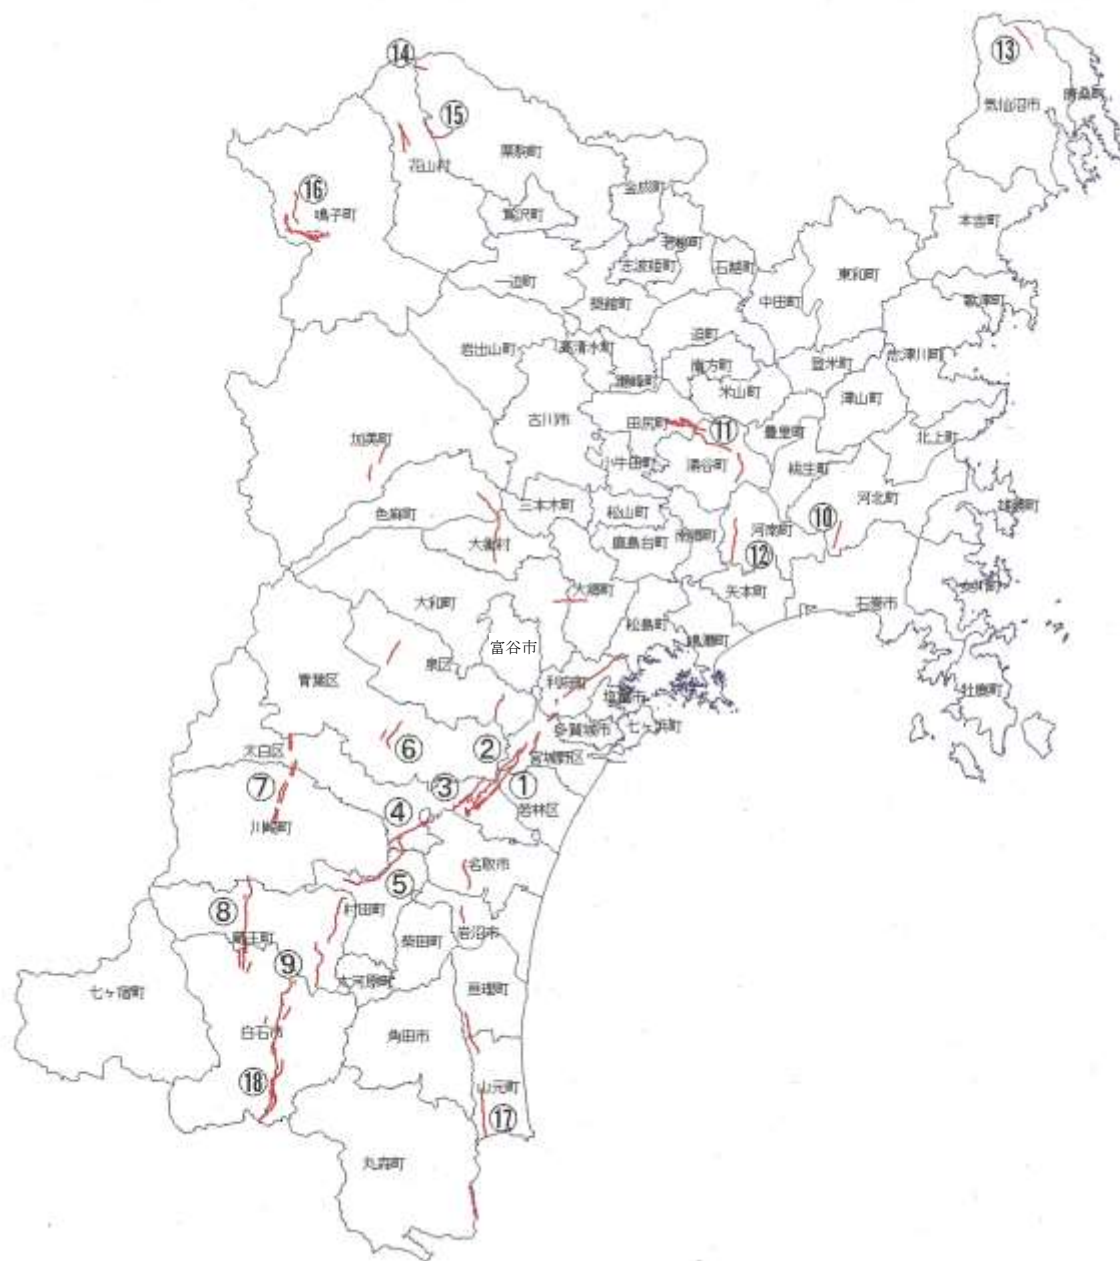 ⑭
⑬
唐桑町
気仙沼市
⑮
栗駒町
花山村
金成町
⑯
鳴子町
鶯沢町
本吉町
若柳町
志波姫町
石越町
東和町
一迫町
中田町
歌津町
築館町
迫町
岩出山町
高清水町
志津川町
南方町
登米町
瀬峰町
米山町
津山町
古川市
田尻町
⑪
豊里町
加美町
北上町
小牛田町
涌谷町
桃生町
河北町
三本木町
雄勝町
色麻町
松山町
⑩
大衡村
鹿島台町
南郷町
河南町
⑫
大郷町
矢本町
女川町
大和町
石巻市
松島町
鳴瀬町
富谷市
泉区
青葉区
利府町
牡鹿町
塩竈市
多賀城市
七ヶ浜町
太白区
⑥
②
宮城野区
⑦
③
①
若林区
④
川崎町
名取市
⑤
⑧
村田町
岩沼市
蔵王町
柴田町
⑨
大河原町
亘理町
七ヶ宿町
白石市
角田市
⑱
山元町
⑰
丸森町